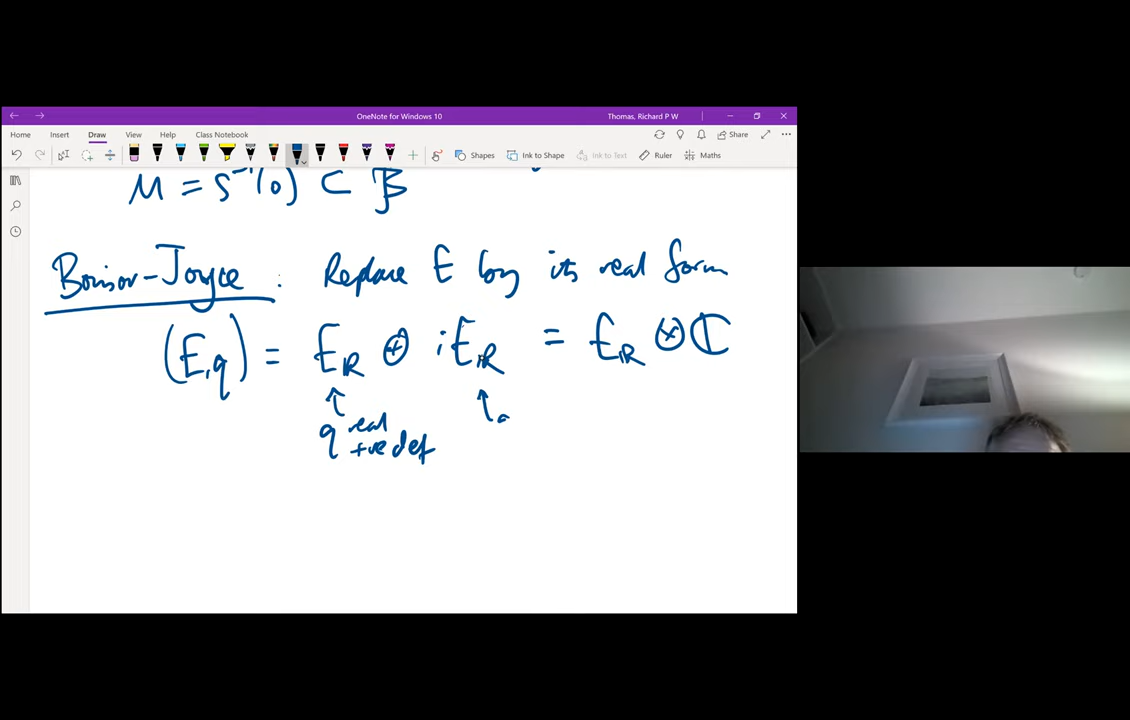 OneNote for Windows 10
Thomas, Richard P W
Home Insert Draw View Help Class Notebook Share
Shapes Ink to Shape Ink to Text Ruler Maths
M = s⁻¹(0) ⊂ B
Borisov-Joyce : Replace E by its real form
(E,q) = E_ℝ ⊕ iE_ℝ = E_ℝ ⊗ ℂ
↑ ↑
q real
+ve def